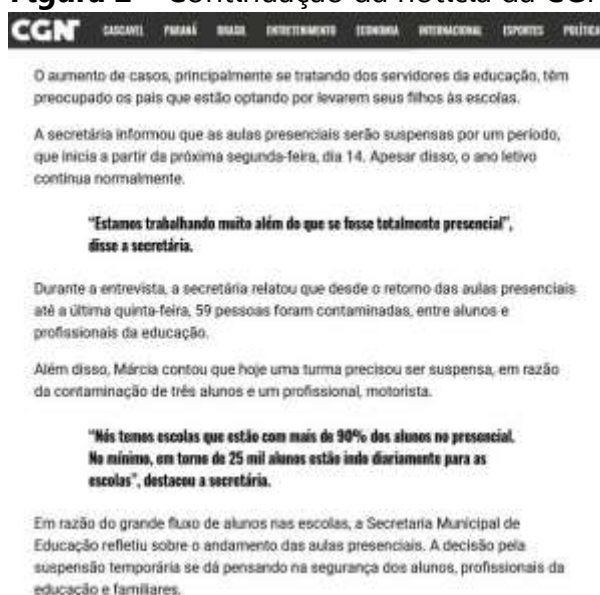 Figura 2 – Continuação da notícia da CGN
CGN CASCAVEL PARANÁ BRASIL ENTRETENIMENTO ECONOMIA INTERNACIONAL ESPORTES POLÍTICA
O aumento de casos, principalmente se tratando dos servidores da educação, têm
preocupado os pais que estão optando por levarem seus filhos às escolas.
A secretária informou que as aulas presenciais serão suspensas por um período,
que inicia a partir da próxima segunda-feira, dia 14. Apesar disso, o ano letivo
continua normalmente.
"Estamos trabalhando muito além do que se fosse totalmente presencial",
disse a secretária.
Durante a entrevista, a secretária relatou que desde o retorno das aulas presenciais
até a última quinta-feira, 59 pessoas foram contaminadas, entre alunos e
profissionais da educação.
Além disso, Márcia contou que hoje uma turma precisou ser suspensa, em razão
da contaminação de três alunos e um profissional, motorista.
"Nós temos escolas que estão com mais de 90% dos alunos no presencial.
No mínimo, em torno de 25 mil alunos estão indo diariamente para as
escolas", destacou a secretária.
Em razão do grande fluxo de alunos nas escolas, a Secretaria Municipal de
Educação refletiu sobre o andamento das aulas presenciais. A decisão pela
suspensão temporária se dá pensando na segurança dos alunos, profissionais da
educação e familiares.